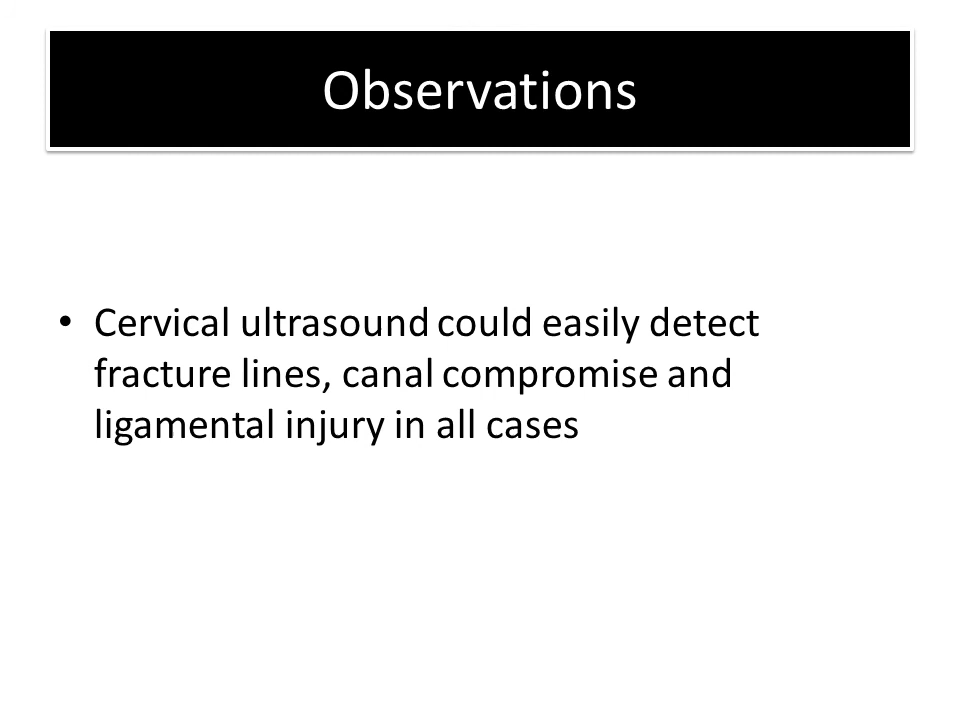 Observations
• Cervical ultrasound could easily detect
fracture lines, canal compromise and
ligamental injury in all cases